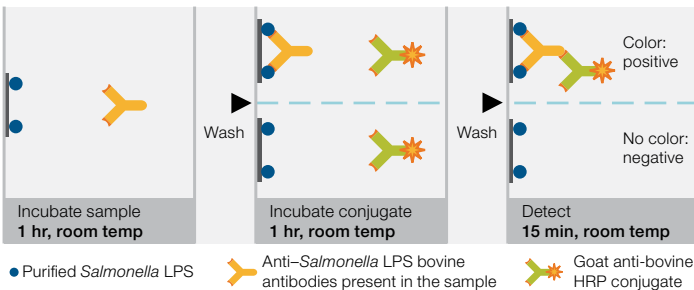 Color:
positive
Wash
Wash
No color:
negative
Incubate sample
1 hr, room temp
Incubate conjugate
1 hr, room temp
Detect
15 min, room temp
Purified Salmonella LPS
Anti–Salmonella LPS bovine
antibodies present in the sample
Goat anti-bovine
HRP conjugate